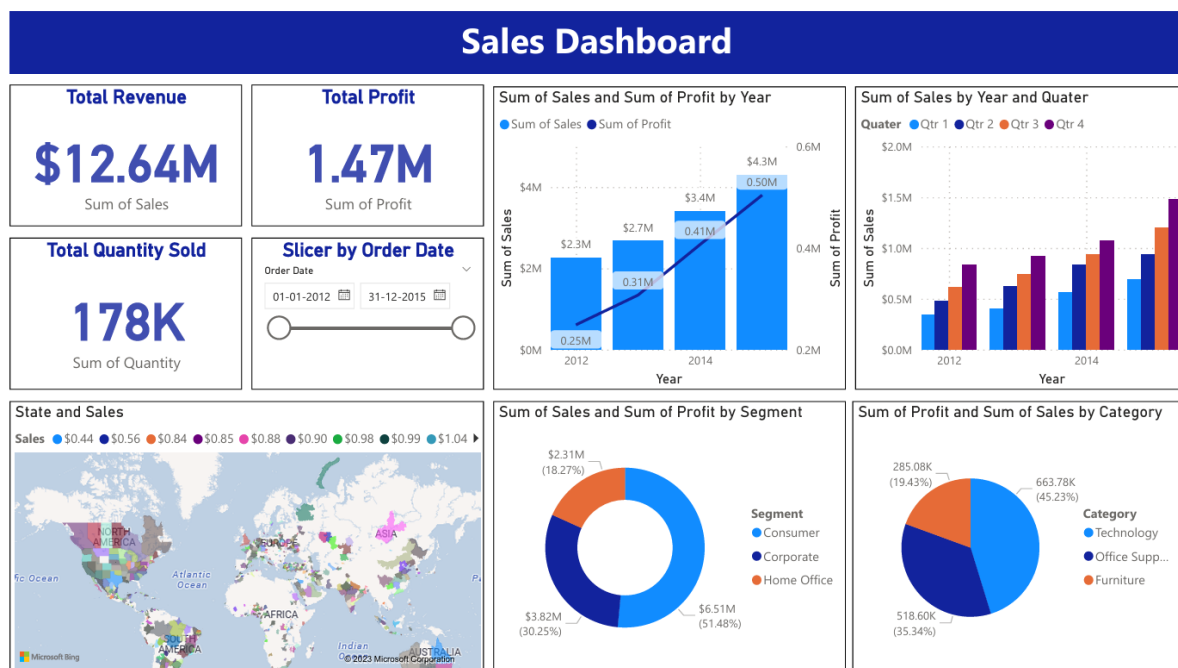 Sales Dashboard
Total Revenue
$12.64M
Sum of Sales
Total Profit
1.47M
Sum of Profit
Total Quantity Sold
178K
Sum of Quantity
Slicer by Order Date
Order Date
01-01-2012
31-12-2015
Sum of Sales and Sum of Profit by Year
Sum of Sales
Sum of Profit
$4M
$2M
$0M
0.6M
0.4M
0.2M
$2.3M
$2.7M
$3.4M
$4.3M
0.25M
0.31M
0.41M
0.50M
Sum of Sales
Sum of Profit
2012
2014
Year
Sum of Sales by Year and Quater
Quater Qtr 1 Qtr 2 Qtr 3 Qtr 4
$2.0M
$1.5M
$1.0M
$0.5M
$0.0M
Sum of Sales
2012
2014
Year
State and Sales
Sales $0.44 $0.56 $0.84 $0.85 $0.88 $0.90 $0.98 $0.99 $1.04
NORTH
AMERICA
EUROPE
ASIA
fic Ocean
Atlantic
Ocean
AFRICA
SOUTH
AMERICA
Indian
AUSTRALIA
Microsoft Bing
© 2023 Microsoft Corporation
Sum of Sales and Sum of Profit by Segment
$2.31M
(18.27%)
$3.82M
(30.25%)
$6.51M
(51.48%)
Segment
Consumer
Corporate
Home Office
Sum of Profit and Sum of Sales by Category
285.08K
(19.43%)
663.78K
(45.23%)
518.60K
(35.34%)
Category
Technology
Office Supp...
Furniture